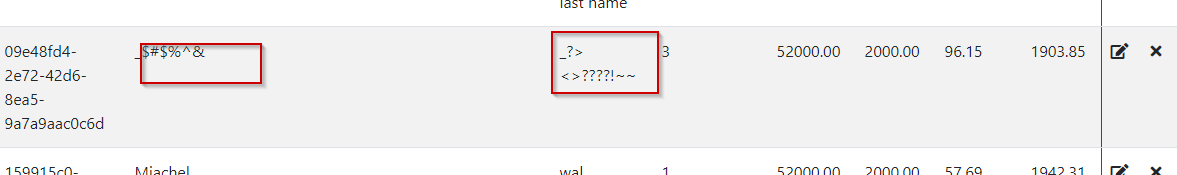 last name
09e48fd4- _$#$%^& _?> 3 52000.00 2000.00 96.15 1903.85
2e72-42d6- <>????!~~
8ea5-
9a7a9aac0c6d
159915c0- Miachel wal 1 52000.00 2000.00 57.69 1942.31